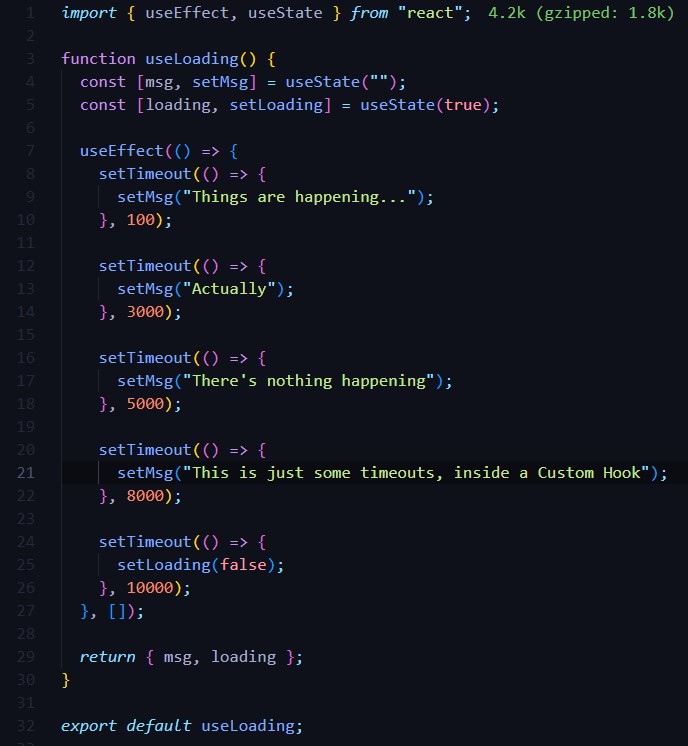 1 import { useEffect, useState } from "react"; 4.2k (gzipped: 1.8k)
2
3 function useLoading() {
4   const [msg, setMsg] = useState("");
5   const [loading, setLoading] = useState(true);
6
7   useEffect(() => {
8     setTimeout(() => {
9       setMsg("Things are happening...");
10     }, 100);
11
12     setTimeout(() => {
13       setMsg("Actually");
14     }, 3000);
15
16     setTimeout(() => {
17       setMsg("There's nothing happening");
18     }, 5000);
19
20     setTimeout(() => {
21       setMsg("This is just some timeouts, inside a Custom Hook");
22     }, 8000);
23
24     setTimeout(() => {
25       setLoading(false);
26     }, 10000);
27   }, []);
28
29   return { msg, loading };
30 }
31
32 export default useLoading;